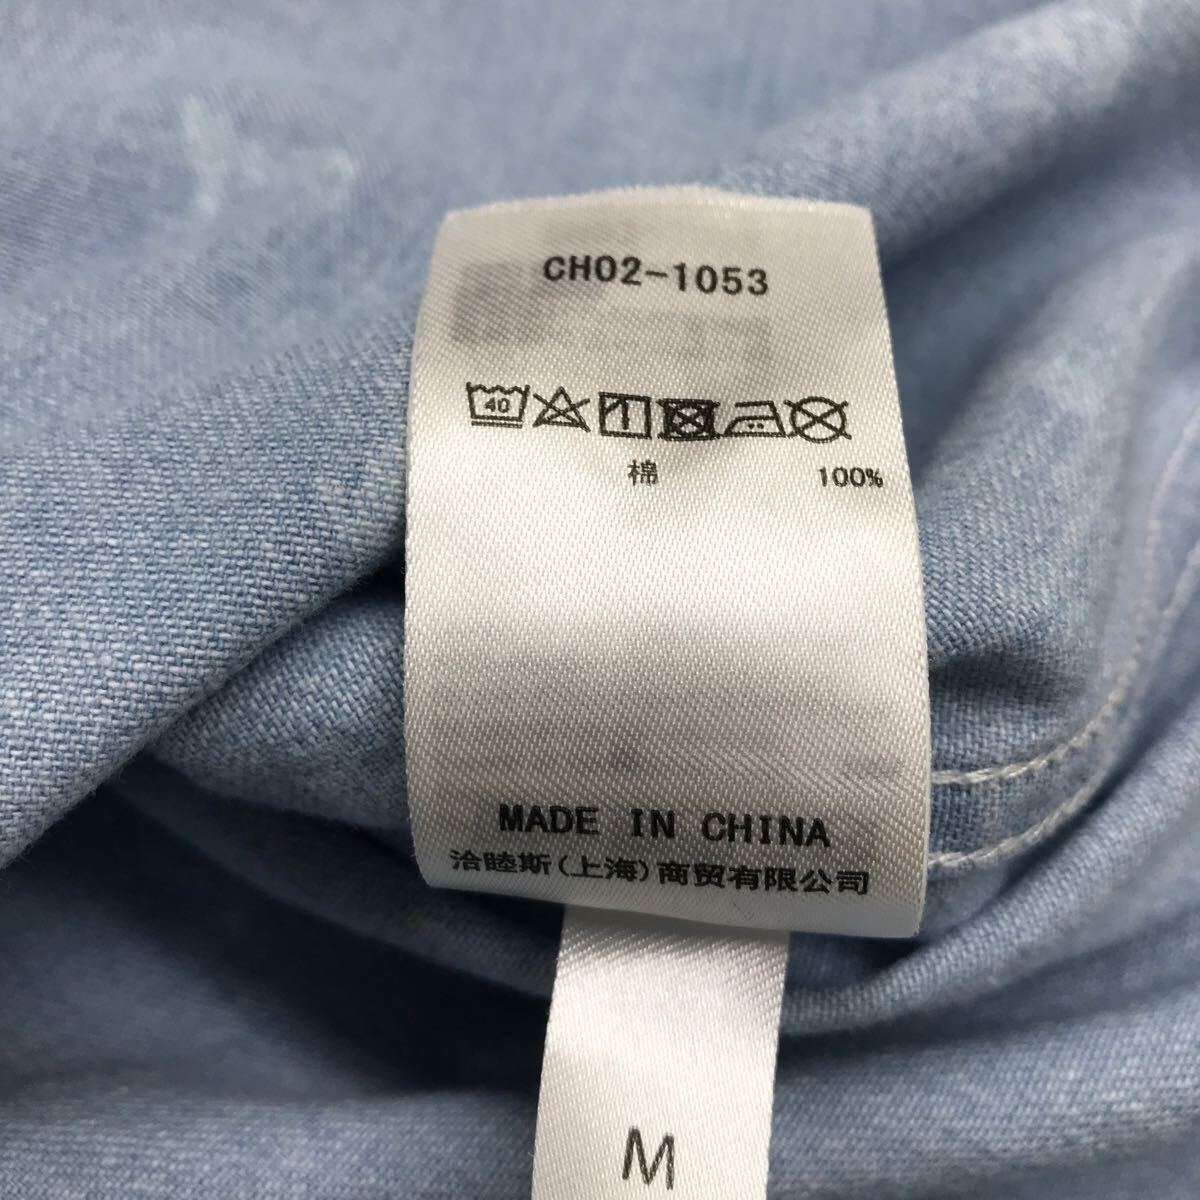 CH02-1053
40
棉 100%
MADE IN CHINA
洽睦斯(上海)商贸有限公司
M